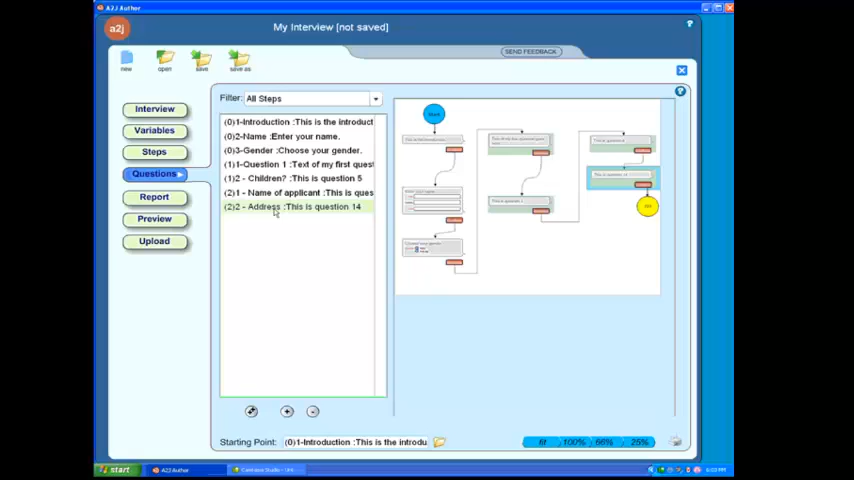 A2J Author
My Interview [not saved]
a2j
SEND FEEDBACK
new
open
save
save as
Filter:
All Steps
Interview
Variables
Steps
Questions
Report
Preview
Upload
(0)1-Introduction :This is the introduct
(0)2-Name :Enter your name.
(0)3-Gender :Choose your gender.
(1)1-Question 1 :Text of my first quest
(1)2 - Children? :This is question 5
(2)1 - Name of applicant :This is ques
(2)2 - Address :This is question 14
Starting Point:
(0)1-Introduction :This is the introdu
fit
100%
66%
25%
start
A2J Author